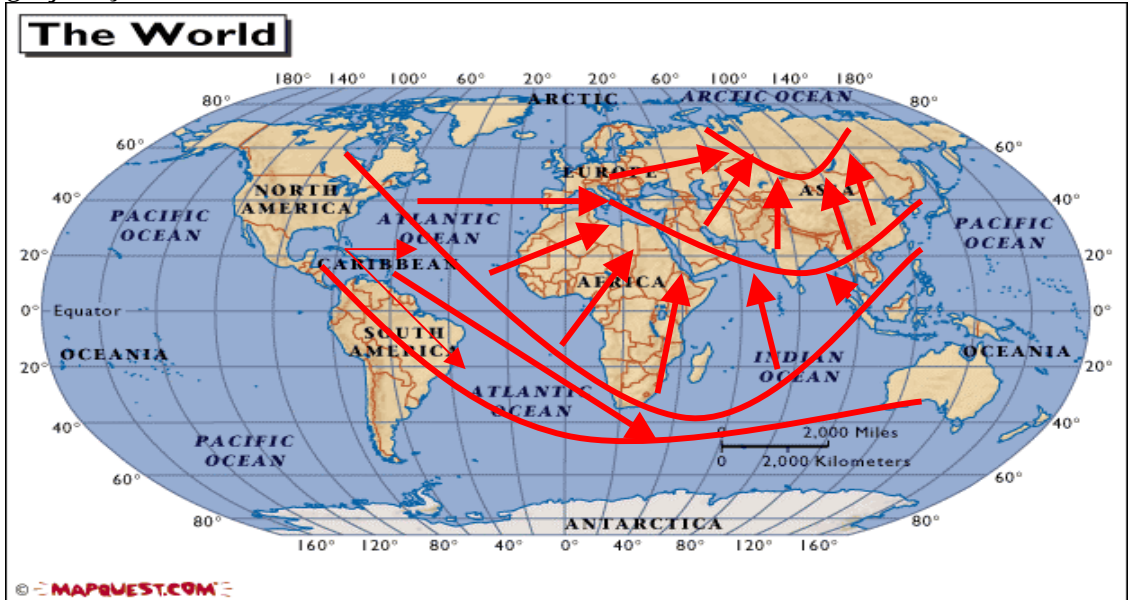 The World
180° 140° 100° 60° 20° 20° 60° 100° 140° 180°
80° ARCTIC ARCTIC OCEAN 80°
60° EUROPE 60°
NORTH AMERICA
ASIA
40° 40°
PACIFIC OCEAN
ATLANTIC OCEAN
PACIFIC OCEAN
20° CARIBBEAN 20°
AFRICA
0° Equator 0°
SOUTH AMERICA
OCEANIA
INDIAN OCEAN
OCEANIA
20° 20°
ATLANTIC OCEAN
40° 40°
PACIFIC OCEAN
0 2,000 Miles
0 2,000 Kilometers
60° 60°
80° ANTARCTICA 80°
160° 120° 80° 40° 0° 40° 80° 120° 160°
© MAPQUEST.COM